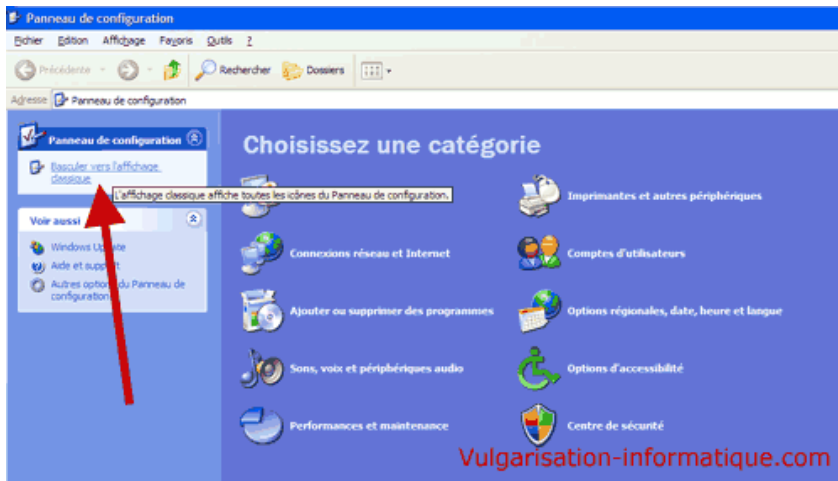 Panneau de configuration
Fichier Edition Affichage Favoris Outils ?
Précédente Rechercher Dossiers
Adresse Panneau de configuration
Panneau de configuration
Basculer vers l'affichage
classique
L'affichage classique affiche toutes les icônes du Panneau de configuration.
Voir aussi
Windows Update
Aide et support
Autres options du Panneau de
configuration
Choisissez une catégorie
Imprimantes et autres périphériques
Connexions réseau et Internet
Comptes d'utilisateurs
Ajouter ou supprimer des programmes
Options régionales, date, heure et langue
Sons, voix et périphériques audio
Options d'accessibilité
Performances et maintenance
Centre de sécurité
Vulgarisation-informatique.com